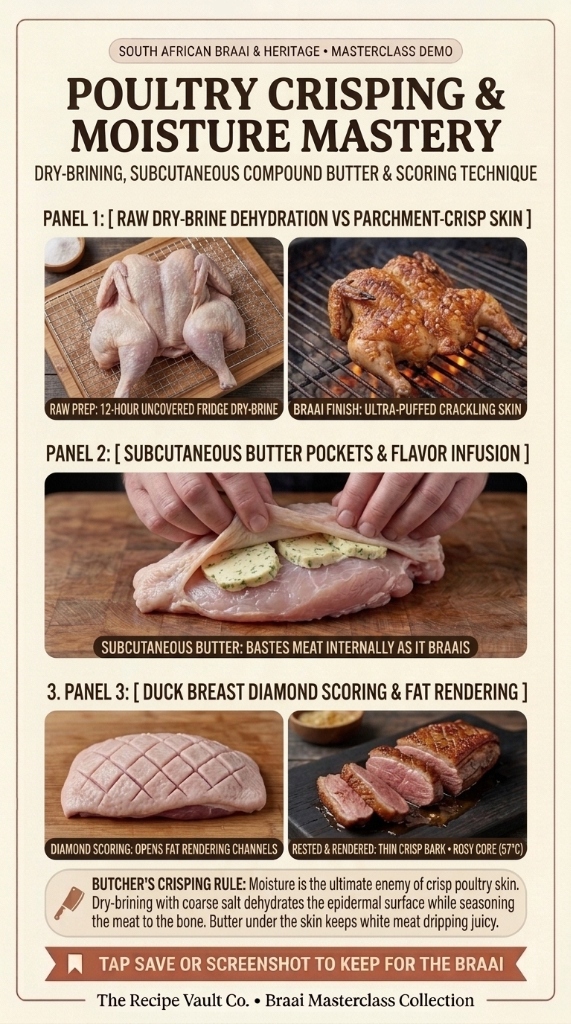 SOUTH AFRICAN BRAAI & HERITAGE • MASTERCLASS DEMO
POULTRY CRISPING &
MOISTURE MASTERY
DRY-BRINING, SUBCUTANEOUS COMPOUND BUTTER & SCORING TECHNIQUE
PANEL 1: [ RAW DRY-BRINE DEHYDRATION VS PARCHMENT-CRISP SKIN ]
RAW PREP: 12-HOUR UNCOVERED FRIDGE DRY-BRINE
BRAAI FINISH: ULTRA-PUFFED CRACKLING SKIN
PANEL 2: [ SUBCUTANEOUS BUTTER POCKETS & FLAVOR INFUSION ]
SUBCUTANEOUS BUTTER: BASTES MEAT INTERNALLY AS IT BRAAIS
3. PANEL 3: [ DUCK BREAST DIAMOND SCORING & FAT RENDERING ]
DIAMOND SCORING: OPENS FAT RENDERING CHANNELS
RESTED & RENDERED: THIN CRISP BARK • ROSY CORE (57°C)
BUTCHER'S CRISPING RULE: Moisture is the ultimate enemy of crisp poultry skin.
Dry-brining with coarse salt dehydrates the epidermal surface while seasoning
the meat to the bone. Butter under the skin keeps white meat dripping juicy.
TAP SAVE OR SCREENSHOT TO KEEP FOR THE BRAAI
The Recipe Vault Co. • Braai Masterclass Collection